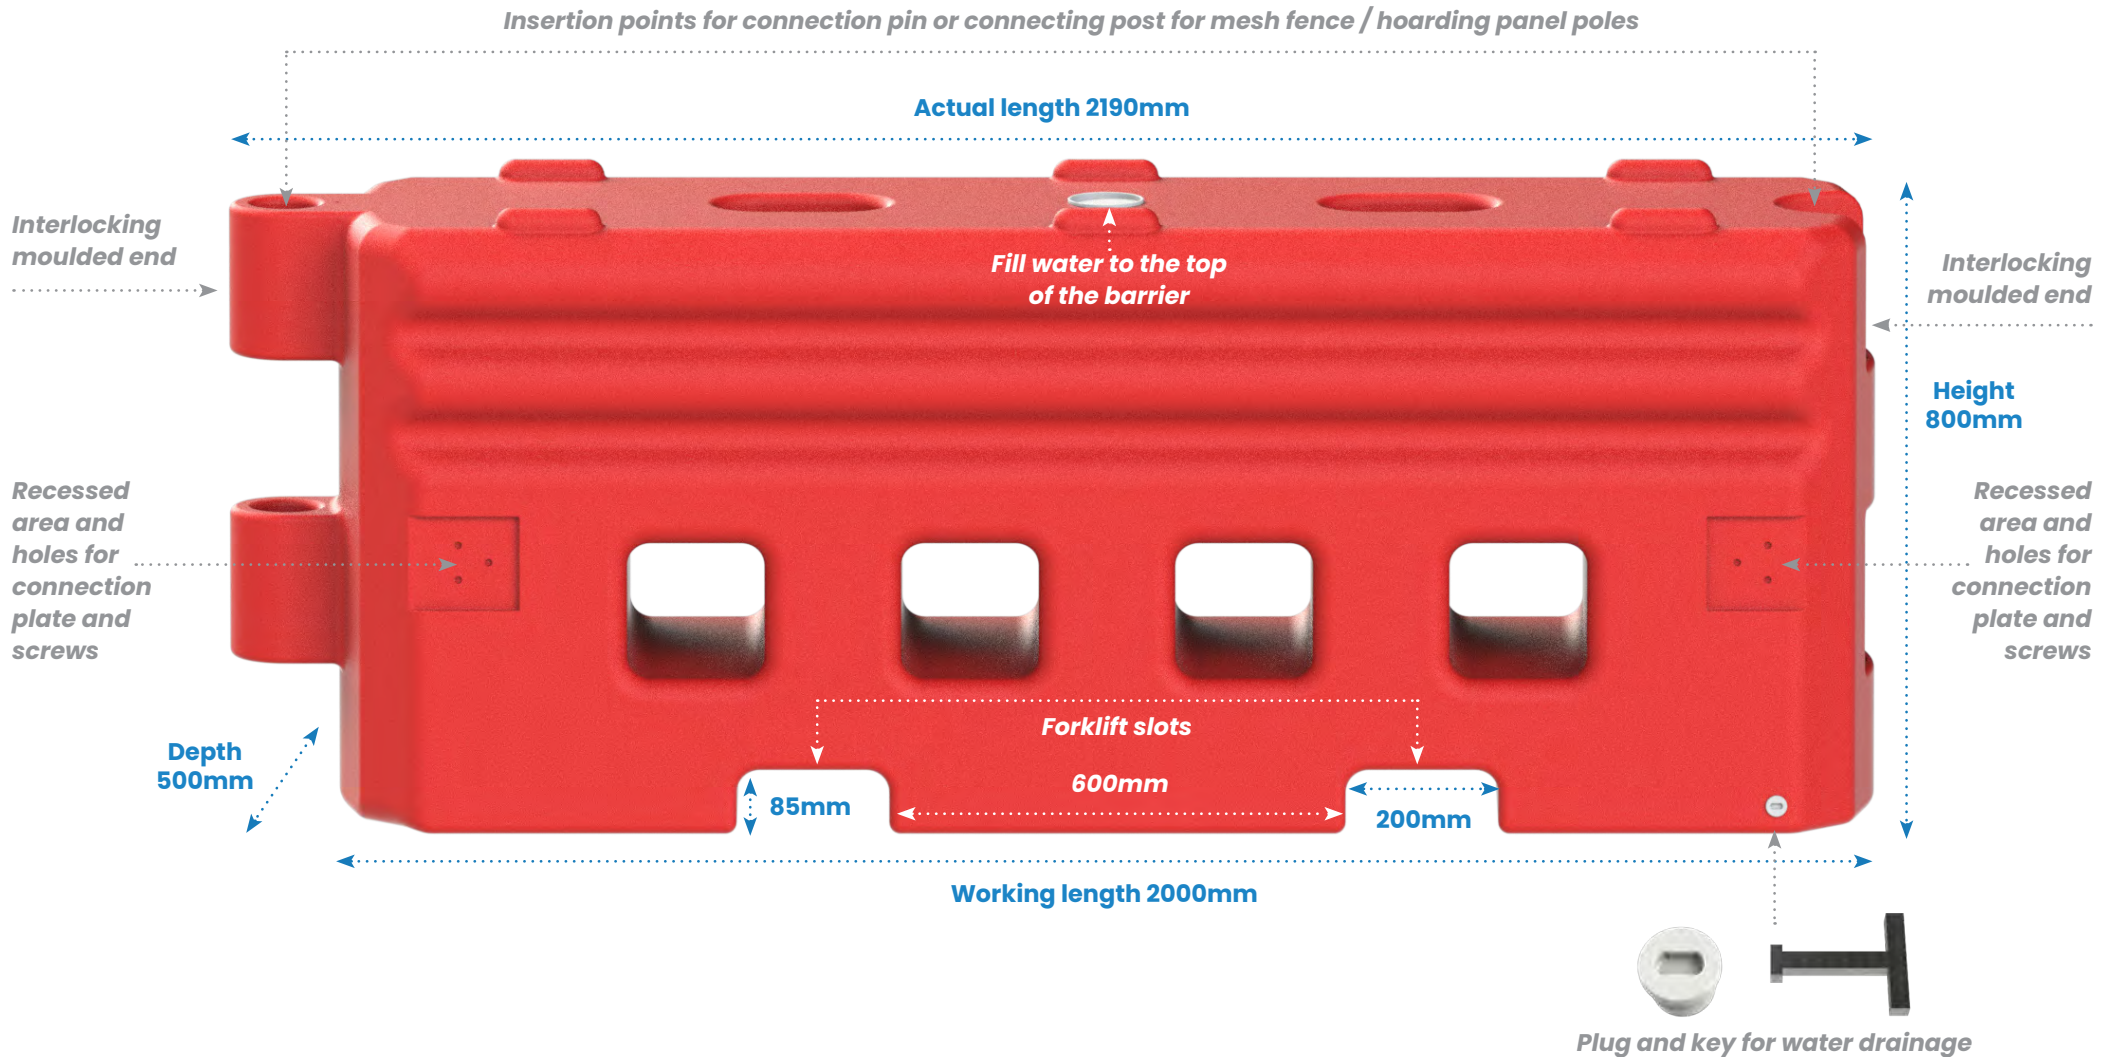 Insertion points for connection pin or connecting post for mesh fence / hoarding panel poles
Actual length 2190mm
Interlocking
moulded end
Fill water to the top
of the barrier
Interlocking
moulded end
Height
800mm
Recessed
area and
holes for
connection
plate and
screws
Recessed
area and
holes for
connection
plate and
screws
Forklift slots
Depth
500mm
85mm
600mm
200mm
Working length 2000mm
Plug and key for water drainage